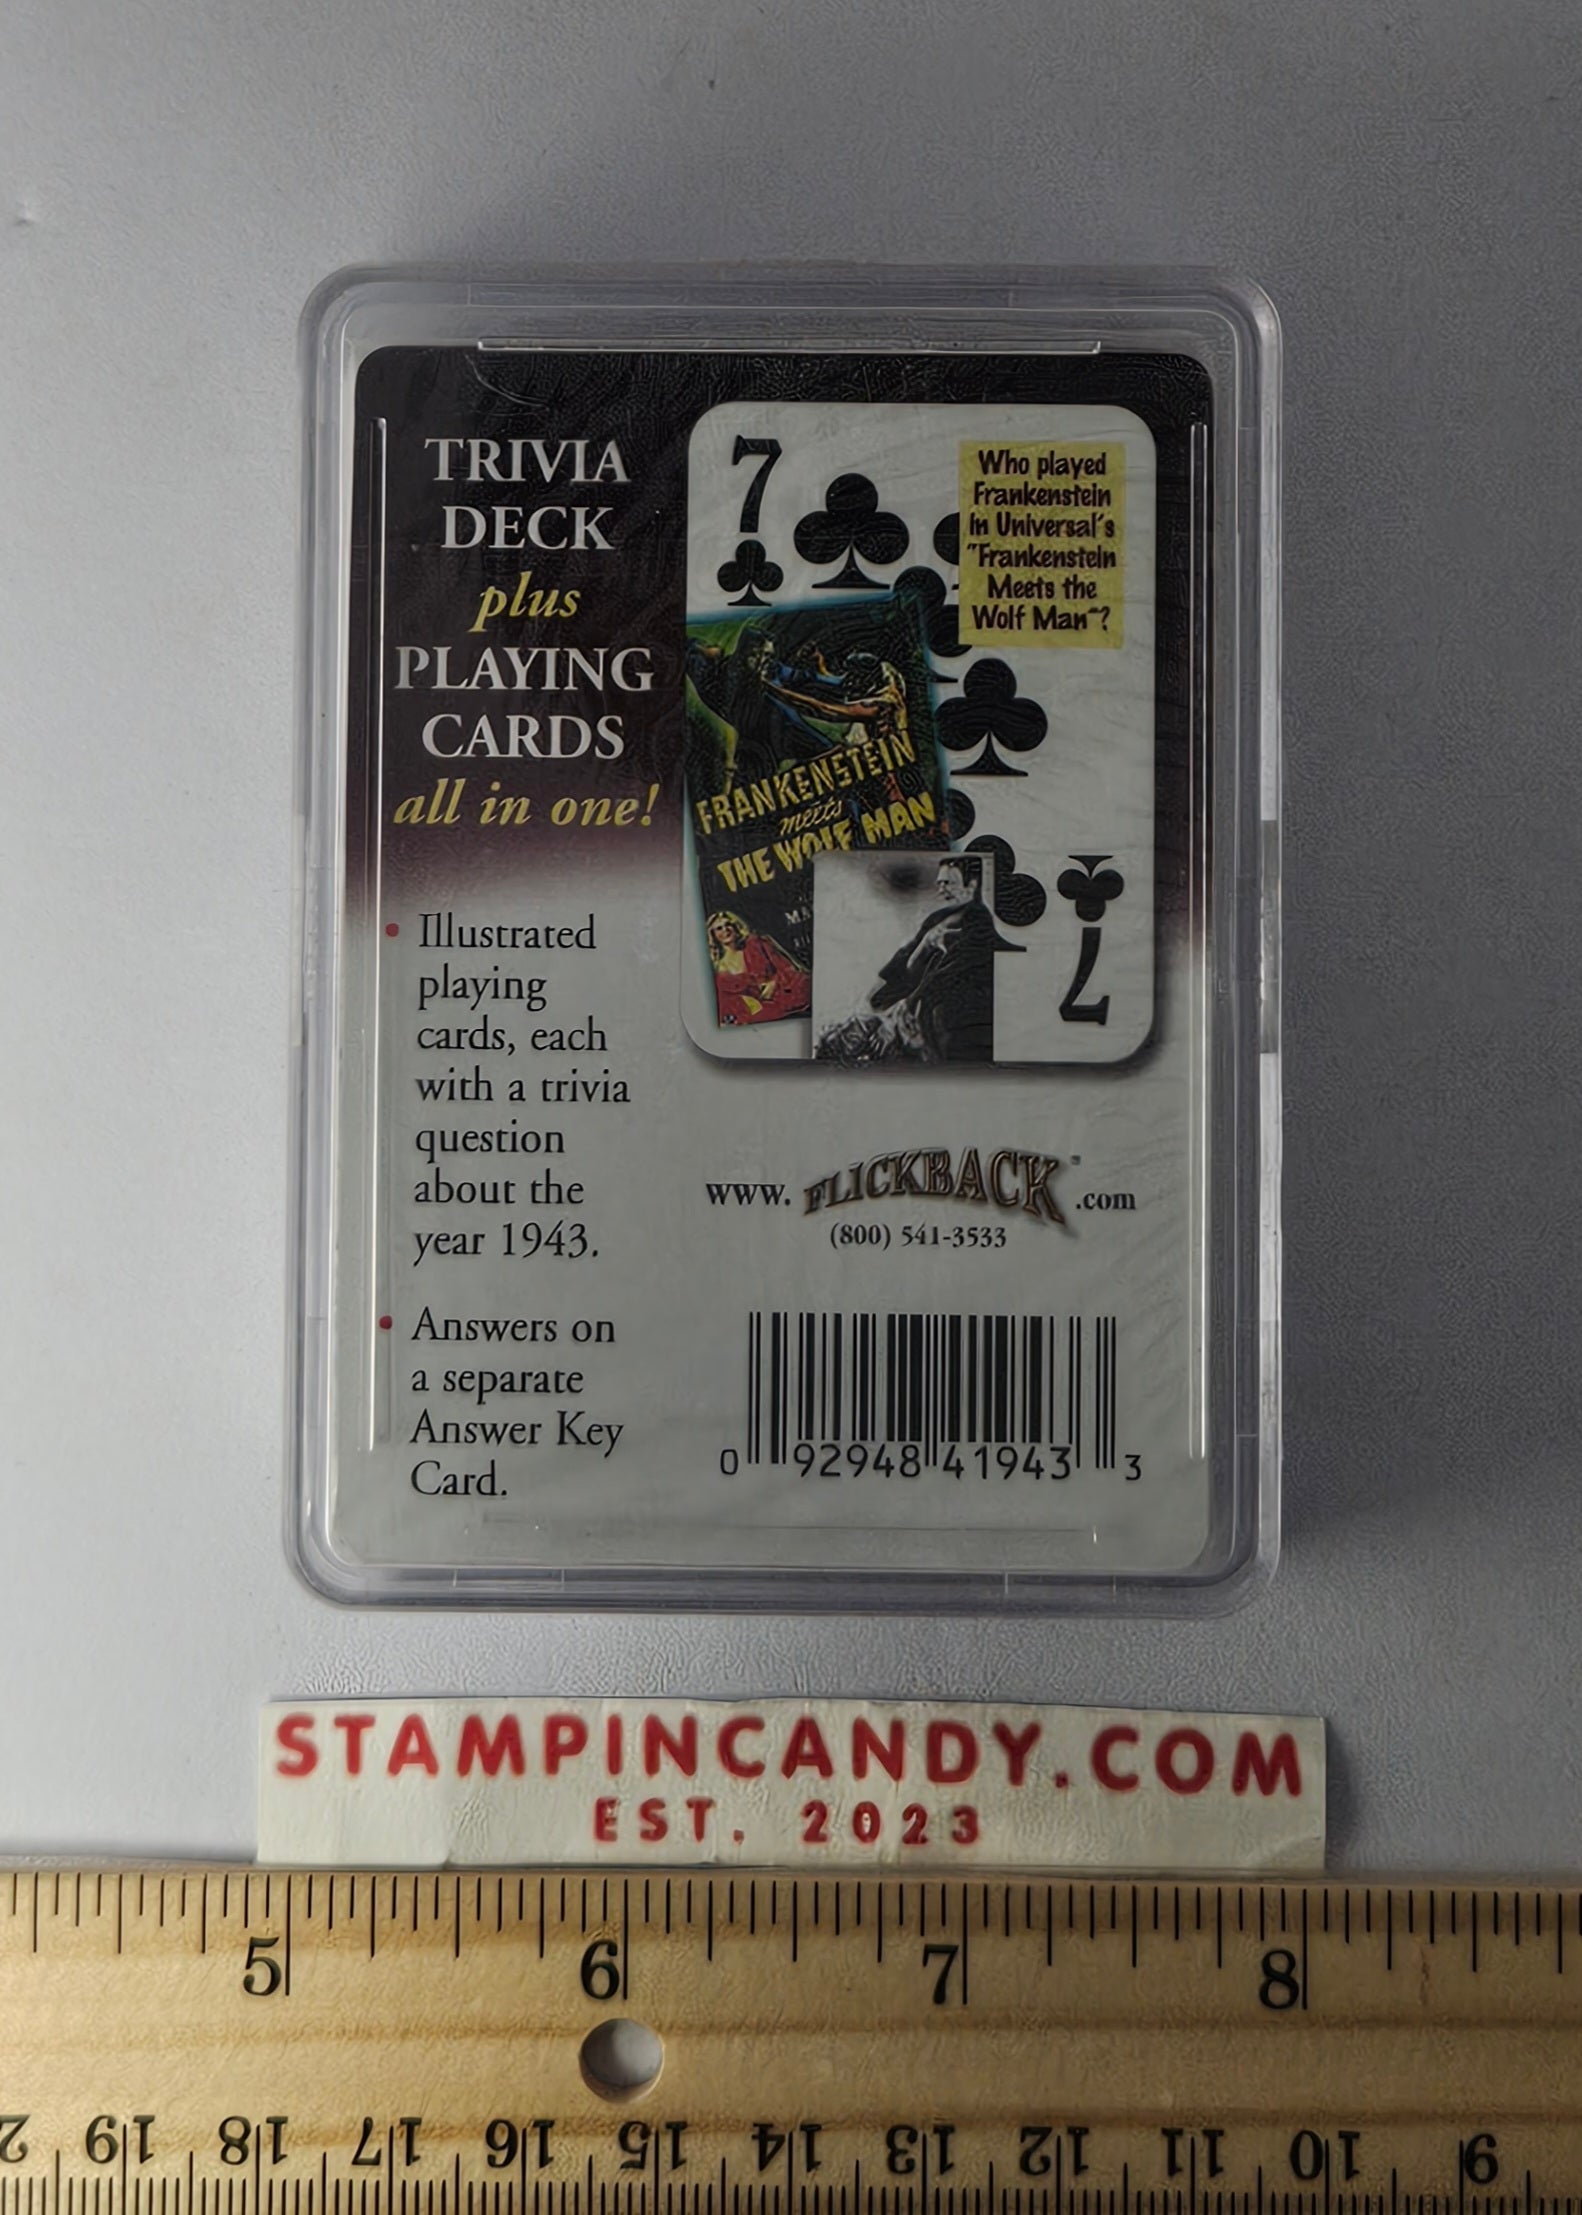 TRIVIA
DECK
plus
PLAYING
CARDS
all in one!
• Illustrated
playing
cards, each
with a trivia
question
about the
year 1943.
• Answers on
a separate
Answer Key
Card.
7
Who played
Frankenstein
in Universal's
"Frankenstein
Meets the
Wolf Man"?
FRANKENSTEIN
meets
THE WOLF MAN
7
www.FLICKBACK.com
(800) 541-3533
0 92948 41943 3
STAMPINCANDY.COM
EST. 2023
5 6 7 8
19 18 17 16 15 14 13 12 11 10 9